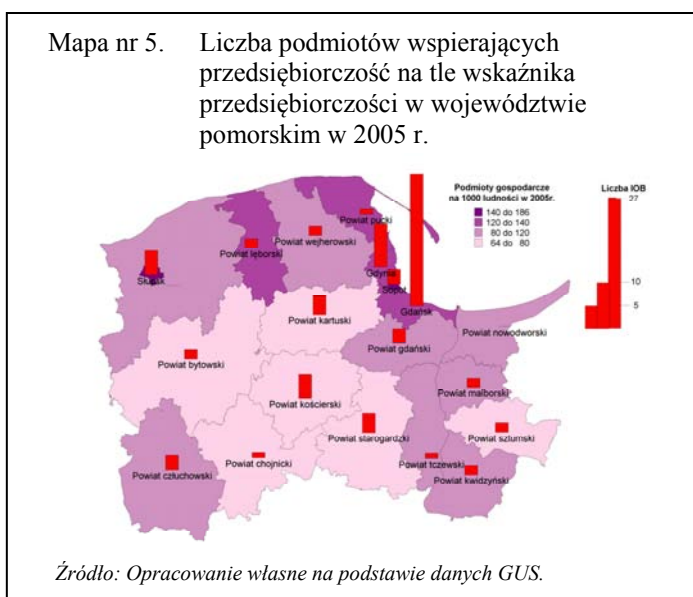 Mapa nr 5. Liczba podmiotów wspierających
przedsiębiorczość na tle wskaźnika
przedsiębiorczości w województwie
pomorskim w 2005 r.
Podmioty gospodarcze
na 1000 ludności w 2005r.
140 do 186
120 do 140
80 do 120
64 do 80
Liczba IOB
27
10
5
Powiat pucki
Powiat wejherowski
Powiat lęborski
Gdynia
Słupsk
Sopot
Gdańsk
Powiat kartuski
Powiat nowodworski
Powiat gdański
Powiat bytowski
Powiat malborski
Powiat kościerski
Powiat starogardzki
Powiat sztumski
Powiat człuchowski
Powiat chojnicki
Powiat tczewski
Powiat kwidzyński
Źródło: Opracowanie własne na podstawie danych GUS.